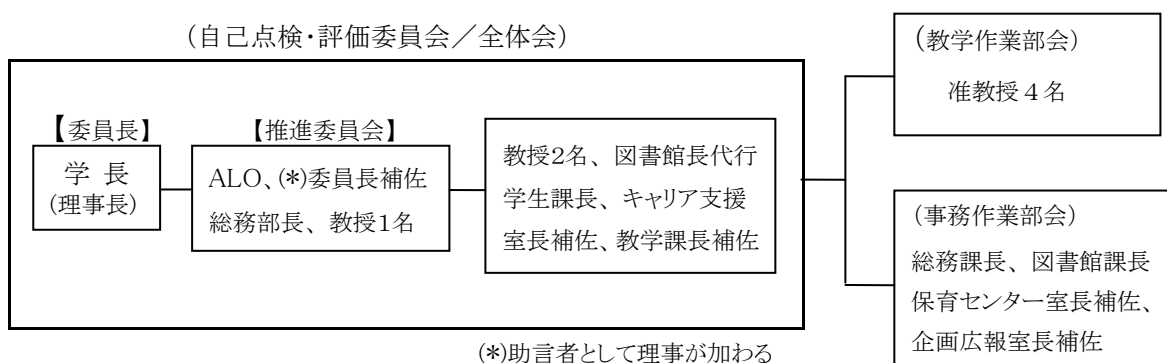 (自己点検・評価委員会／全体会)
【委員長】
学 長
(理事長)
【推進委員会】
ALO、(*)委員長補佐
総務部長、教授1名
教授2名、図書館長代行
学生課長、キャリア支援
室長補佐、教学課長補佐
(*)助言者として理事が加わる
(教学作業部会)
准教授４名
(事務作業部会)
総務課長、図書館課長
保育センター室長補佐、
企画広報室長補佐